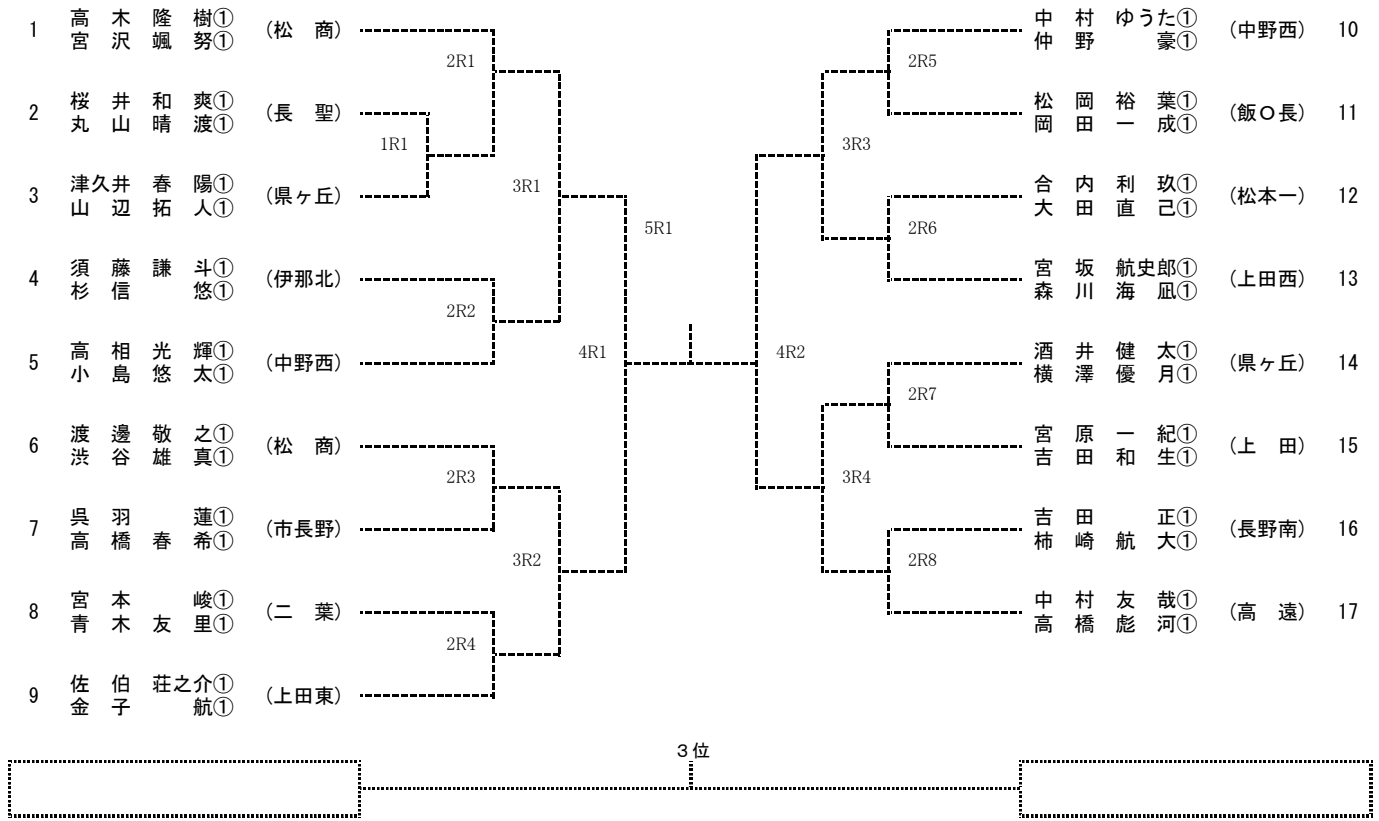 1 高木隆樹① (松商)
宮沢颯努①
2R1
2 桜井和爽① (長聖)
丸山晴渡①
1R1
3 津久井春陽① (県ヶ丘)
山辺拓人①
3R1
4 須藤謙斗① (伊那北)
杉信悠①
2R2
5 高相光輝① (中野西)
小島悠太①
4R1
6 渡邊敬之① (松商)
渋谷雄真①
2R3
7 呉羽蓮① (市長野)
高橋春希①
3R2
8 宮本峻① (二葉)
青木友里①
2R4
9 佐伯荘之介① (上田東)
金子航①
5R1
中村ゆうた① (中野西) 10
仲野豪①
2R5
松岡裕葉① (飯O長) 11
岡田一成①
3R3
合内利玖① (松本一) 12
大田直己①
2R6
宮坂航史郎① (上田西) 13
森川海凪①
4R2
酒井健太① (県ヶ丘) 14
横澤優月①
2R7
宮原一紀① (上田) 15
吉田和生①
3R4
吉田正① (長野南) 16
柿崎航大①
2R8
中村友哉① (高遠) 17
高橋彪河①
3位